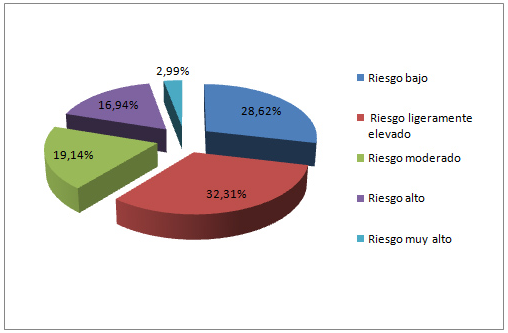 2,99%
16,94%
28,62%
19,14%
32,31%
Riesgo bajo
Riesgo ligeramente
elevado
Riesgo moderado
Riesgo alto
Riesgo muy alto